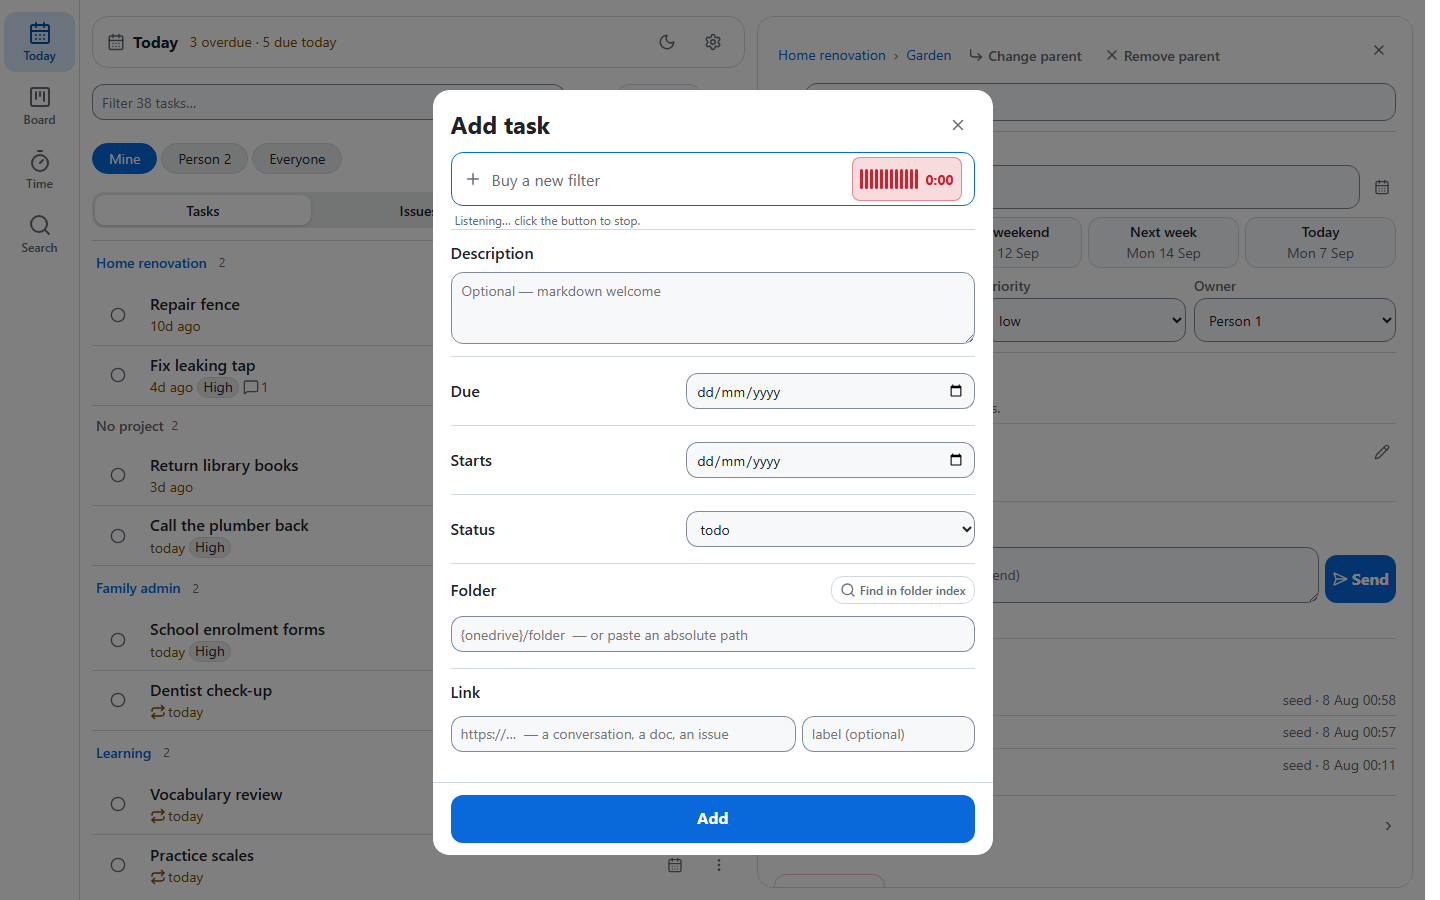 Today
Board
Time
Search
Today 3 overdue · 5 due today
Filter 38 tasks...
Mine
Person 2
Everyone
Tasks
Issues
Home renovation 2
Repair fence
10d ago
Fix leaking tap
4d ago High 1
No project 2
Return library books
3d ago
Call the plumber back
today High
Family admin 2
School enrolment forms
today High
Dentist check-up
today
Learning 2
Vocabulary review
today
Practice scales
today
Add task
Buy a new filter
0:00
Listening... click the button to stop.
Description
Optional — markdown welcome
Due
dd/mm/yyyy
Starts
dd/mm/yyyy
Status
todo
Folder
Find in folder index
{onedrive}/folder — or paste an absolute path
Link
https://... — a conversation, a doc, an issue
label (optional)
Add
Home renovation › Garden
Change parent
Remove parent
weekend
12 Sep
Next week
Mon 14 Sep
Today
Mon 7 Sep
riority
low
Owner
Person 1
s.
end)
Send
seed · 8 Aug 00:58
seed · 8 Aug 00:57
seed · 8 Aug 00:11